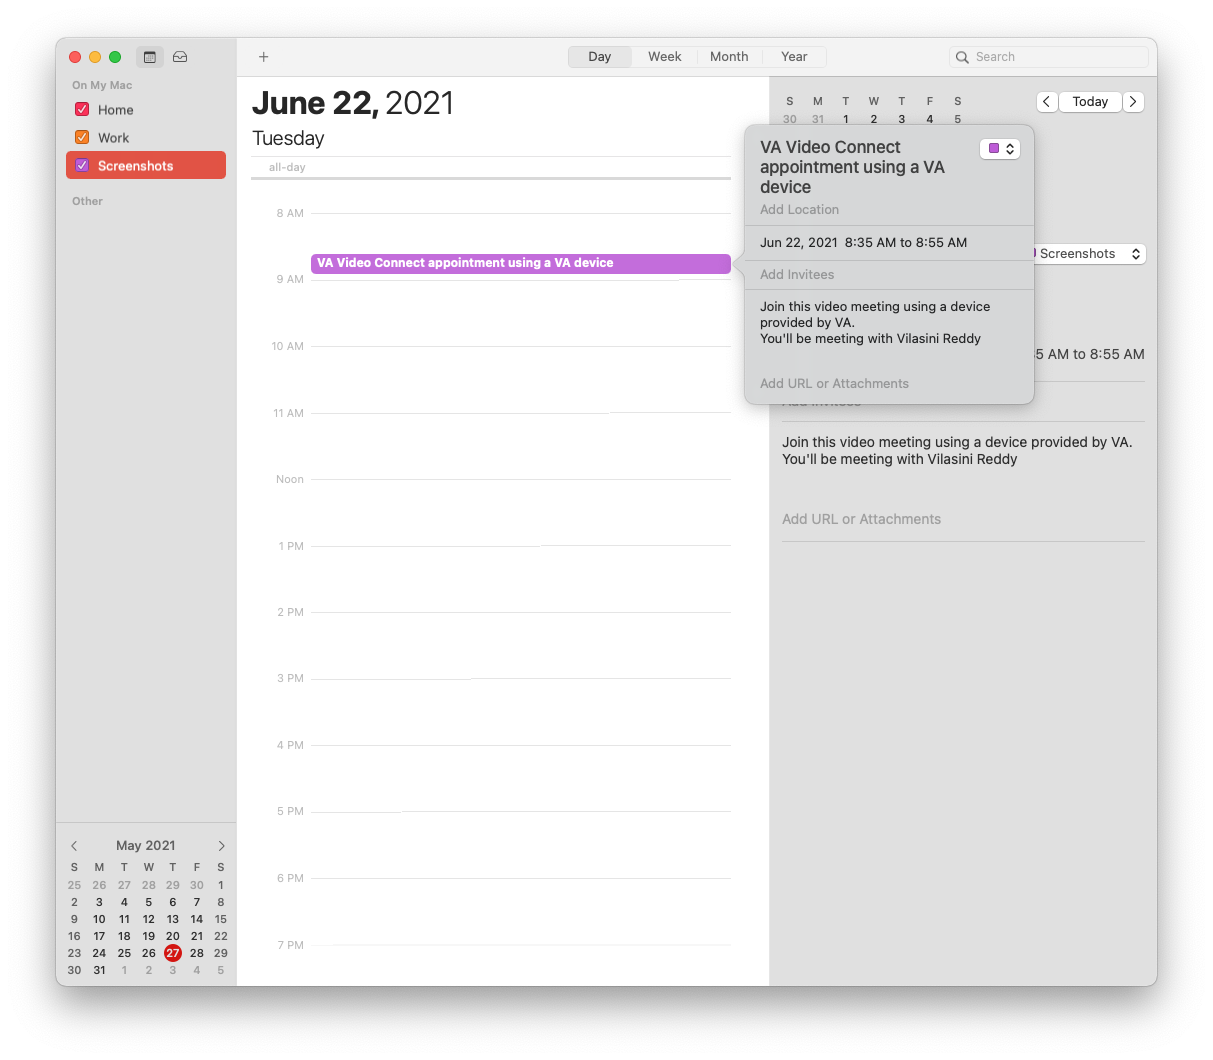 Day Week Month Year
Search
On My Mac
Home
Work
Screenshots
Other
June 22, 2021
Tuesday
all-day
8 AM
VA Video Connect appointment using a VA device
9 AM
10 AM
11 AM
Noon
1 PM
2 PM
3 PM
4 PM
5 PM
6 PM
7 PM
S M T W T F S
30 31 1 2 3 4 5
Today
VA Video Connect
appointment using a VA
device
Add Location
Jun 22, 2021 8:35 AM to 8:55 AM
Add Invitees
Join this video meeting using a device
provided by VA.
You'll be meeting with Vilasini Reddy
Add URL or Attachments
Screenshots
5 AM to 8:55 AM
Add Invitees
Join this video meeting using a device provided by VA.
You'll be meeting with Vilasini Reddy
Add URL or Attachments
May 2021
S M T W T F S
25 26 27 28 29 30 1
2 3 4 5 6 7 8
9 10 11 12 13 14 15
16 17 18 19 20 21 22
23 24 25 26 27 28 29
30 31 1 2 3 4 5